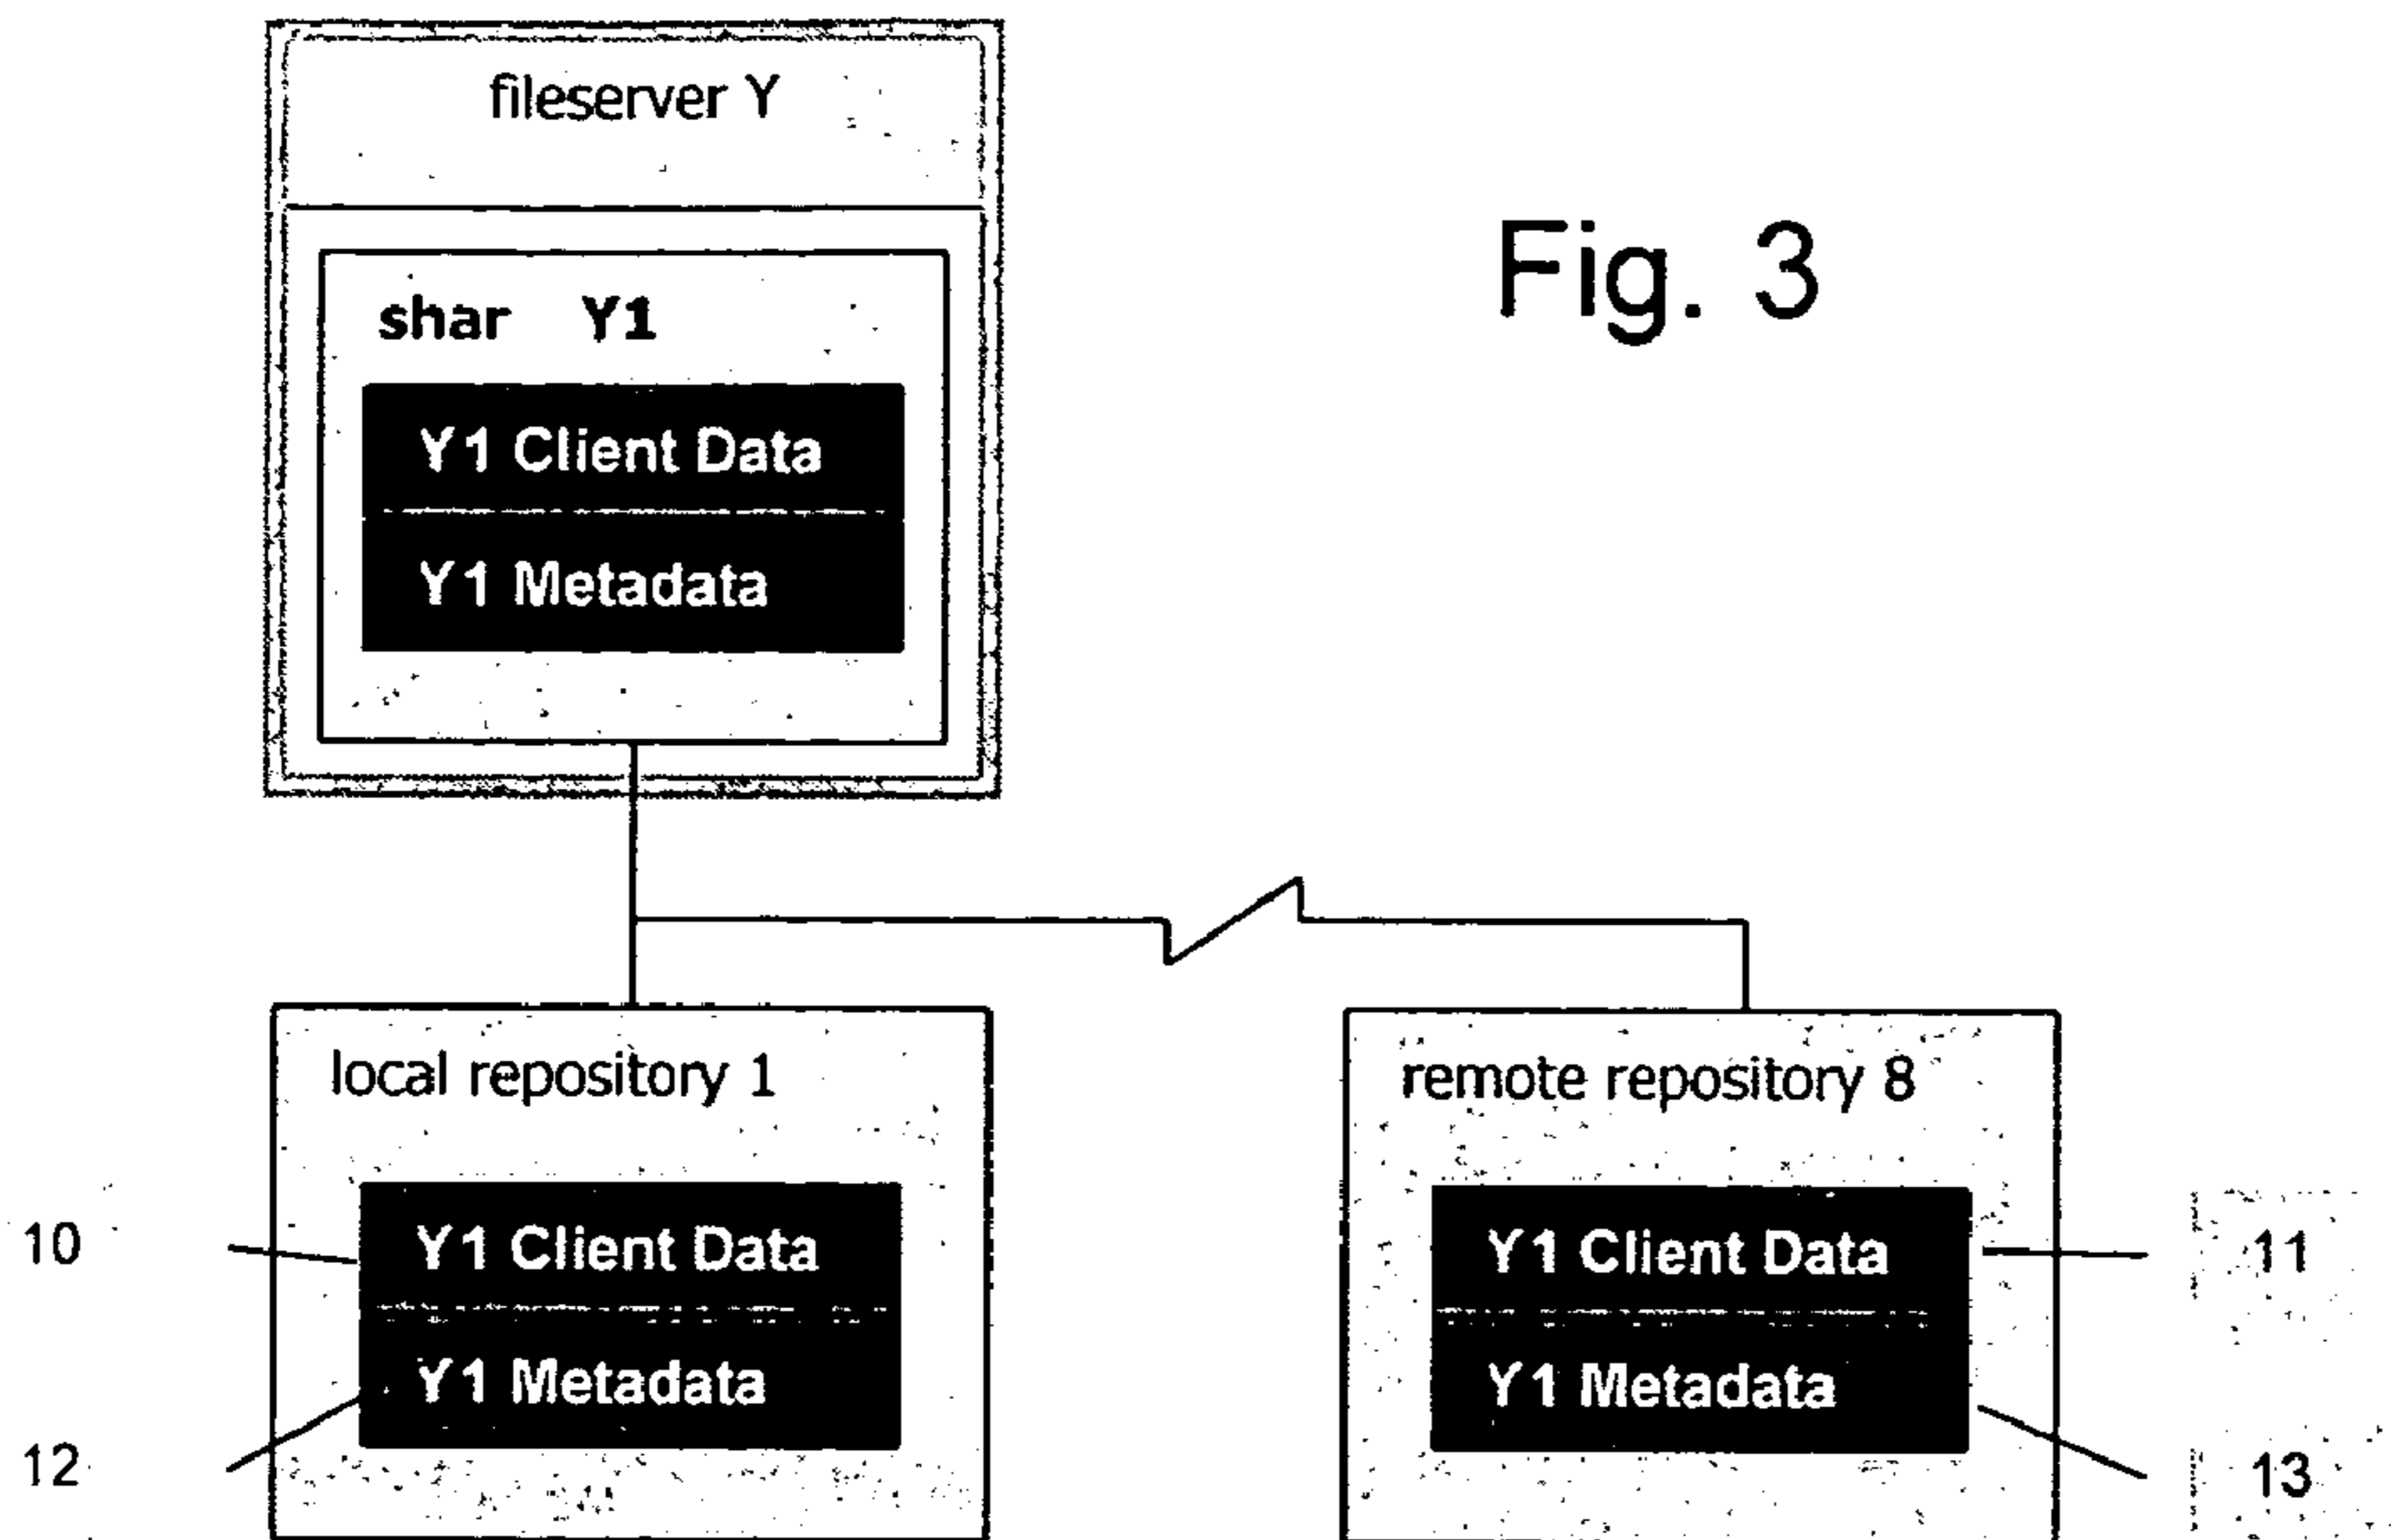 fileserver Y
Fig. 3
shar Y1
Y1 Client Data
Y1 Metadata
local repository 1
remote repository 8
10
Y1 Client Data
Y1 Client Data
11
Y1 Metadata
Y1 Metadata
12
13